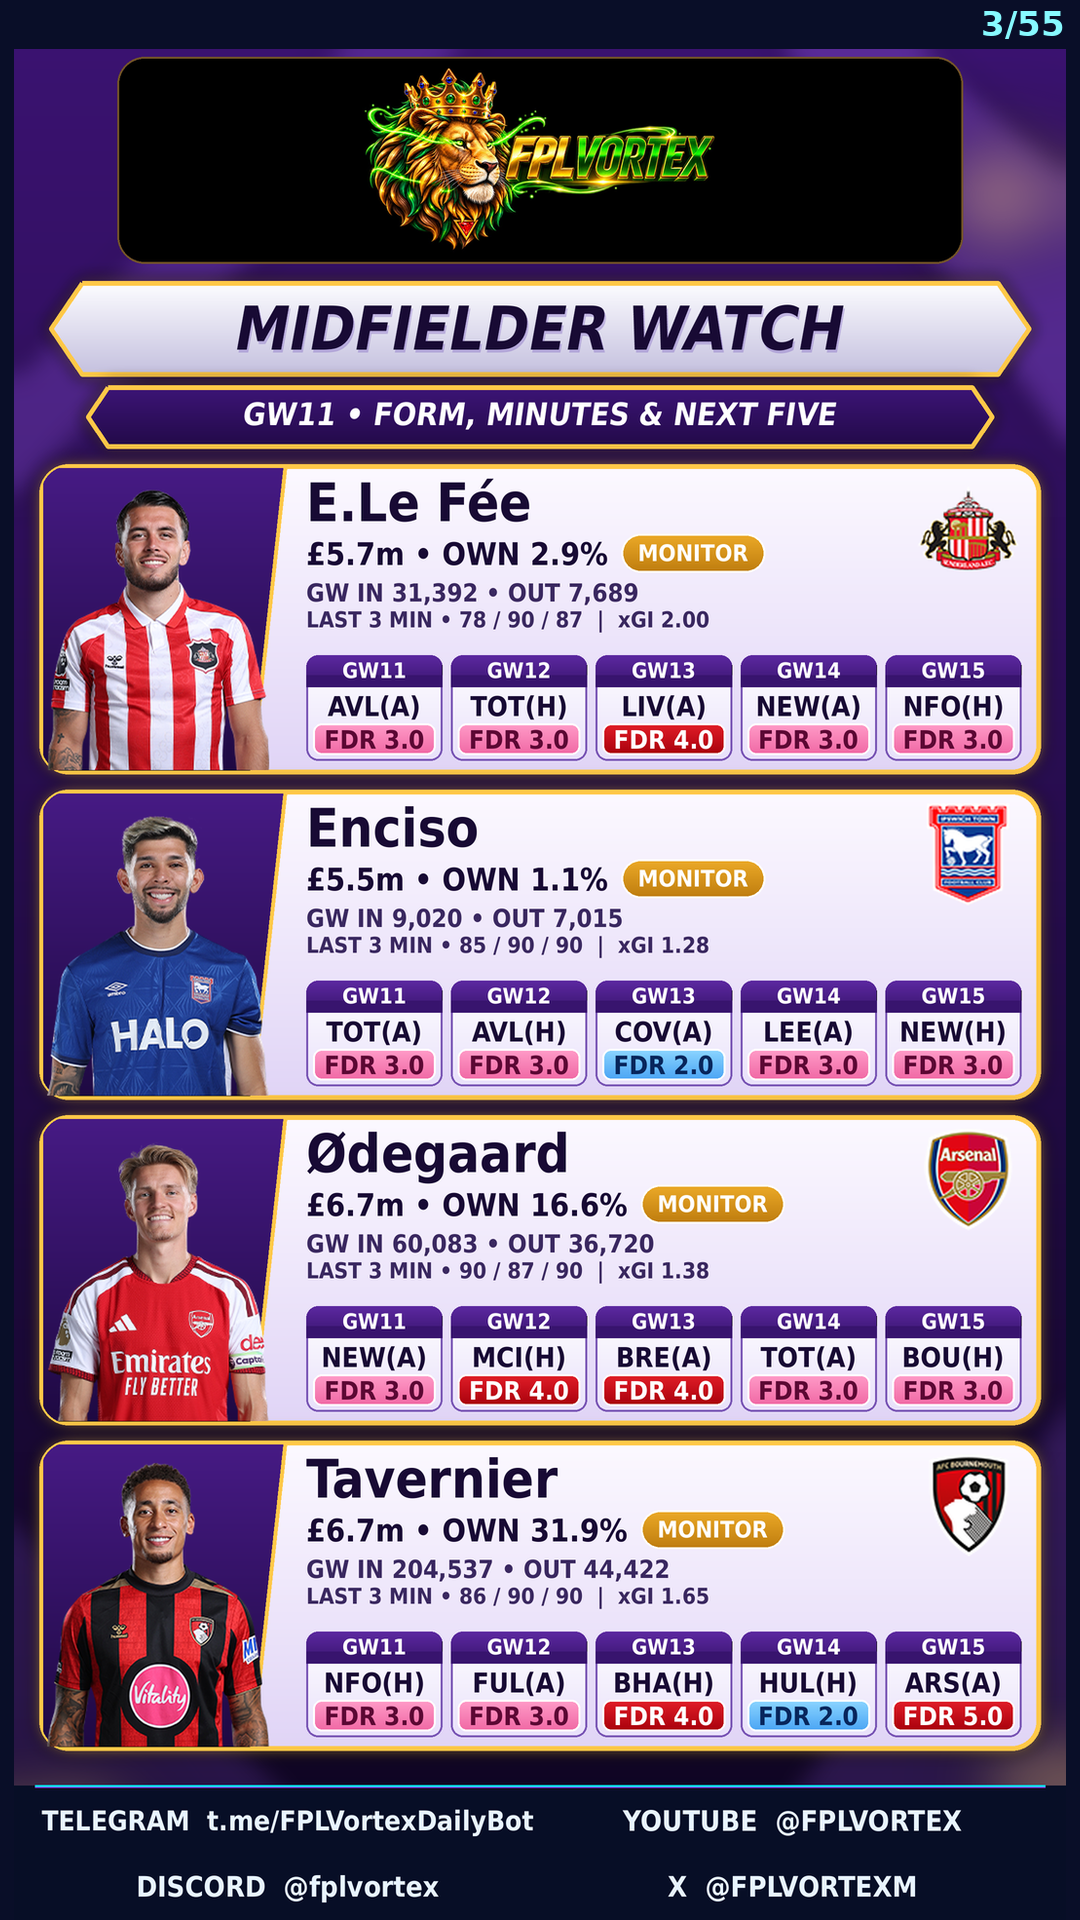 3/55
FPLVORTEX
MIDFIELDER WATCH
GW11 • FORM, MINUTES & NEXT FIVE
E.Le Fée
£5.7m • OWN 2.9% MONITOR
GW IN 31,392 • OUT 7,689
LAST 3 MIN • 78 / 90 / 87 | xGI 2.00
GW11 GW12 GW13 GW14 GW15
AVL(A) TOT(H) LIV(A) NEW(A) NFO(H)
FDR 3.0 FDR 3.0 FDR 4.0 FDR 3.0 FDR 3.0
Enciso
£5.5m • OWN 1.1% MONITOR
GW IN 9,020 • OUT 7,015
LAST 3 MIN • 85 / 90 / 90 | xGI 1.28
IPSWICH TOWN
FOOTBALL CLUB
umbro
HALO
GW11 GW12 GW13 GW14 GW15
TOT(A) AVL(H) COV(A) LEE(A) NEW(H)
FDR 3.0 FDR 3.0 FDR 2.0 FDR 3.0 FDR 3.0
Ødegaard
£6.7m • OWN 16.6% MONITOR
GW IN 60,083 • OUT 36,720
LAST 3 MIN • 90 / 87 / 90 | xGI 1.38
Arsenal
Emirates
FLY BETTER
GW11 GW12 GW13 GW14 GW15
NEW(A) MCI(H) BRE(A) TOT(A) BOU(H)
FDR 3.0 FDR 4.0 FDR 4.0 FDR 3.0 FDR 3.0
Tavernier
£6.7m • OWN 31.9% MONITOR
GW IN 204,537 • OUT 44,422
LAST 3 MIN • 86 / 90 / 90 | xGI 1.65
AFC BOURNEMOUTH
Vitality
GW11 GW12 GW13 GW14 GW15
NFO(H) FUL(A) BHA(H) HUL(H) ARS(A)
FDR 3.0 FDR 3.0 FDR 4.0 FDR 2.0 FDR 5.0
TELEGRAM t.me/FPLVortexDailyBot YOUTUBE @FPLVORTEX
DISCORD @fplvortex X @FPLVORTEXM